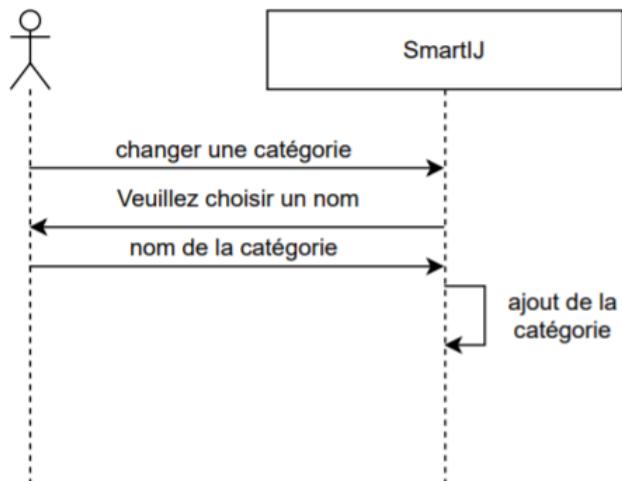 SmartIJ
changer une catégorie
Veuillez choisir un nom
nom de la catégorie
ajout de la
catégorie